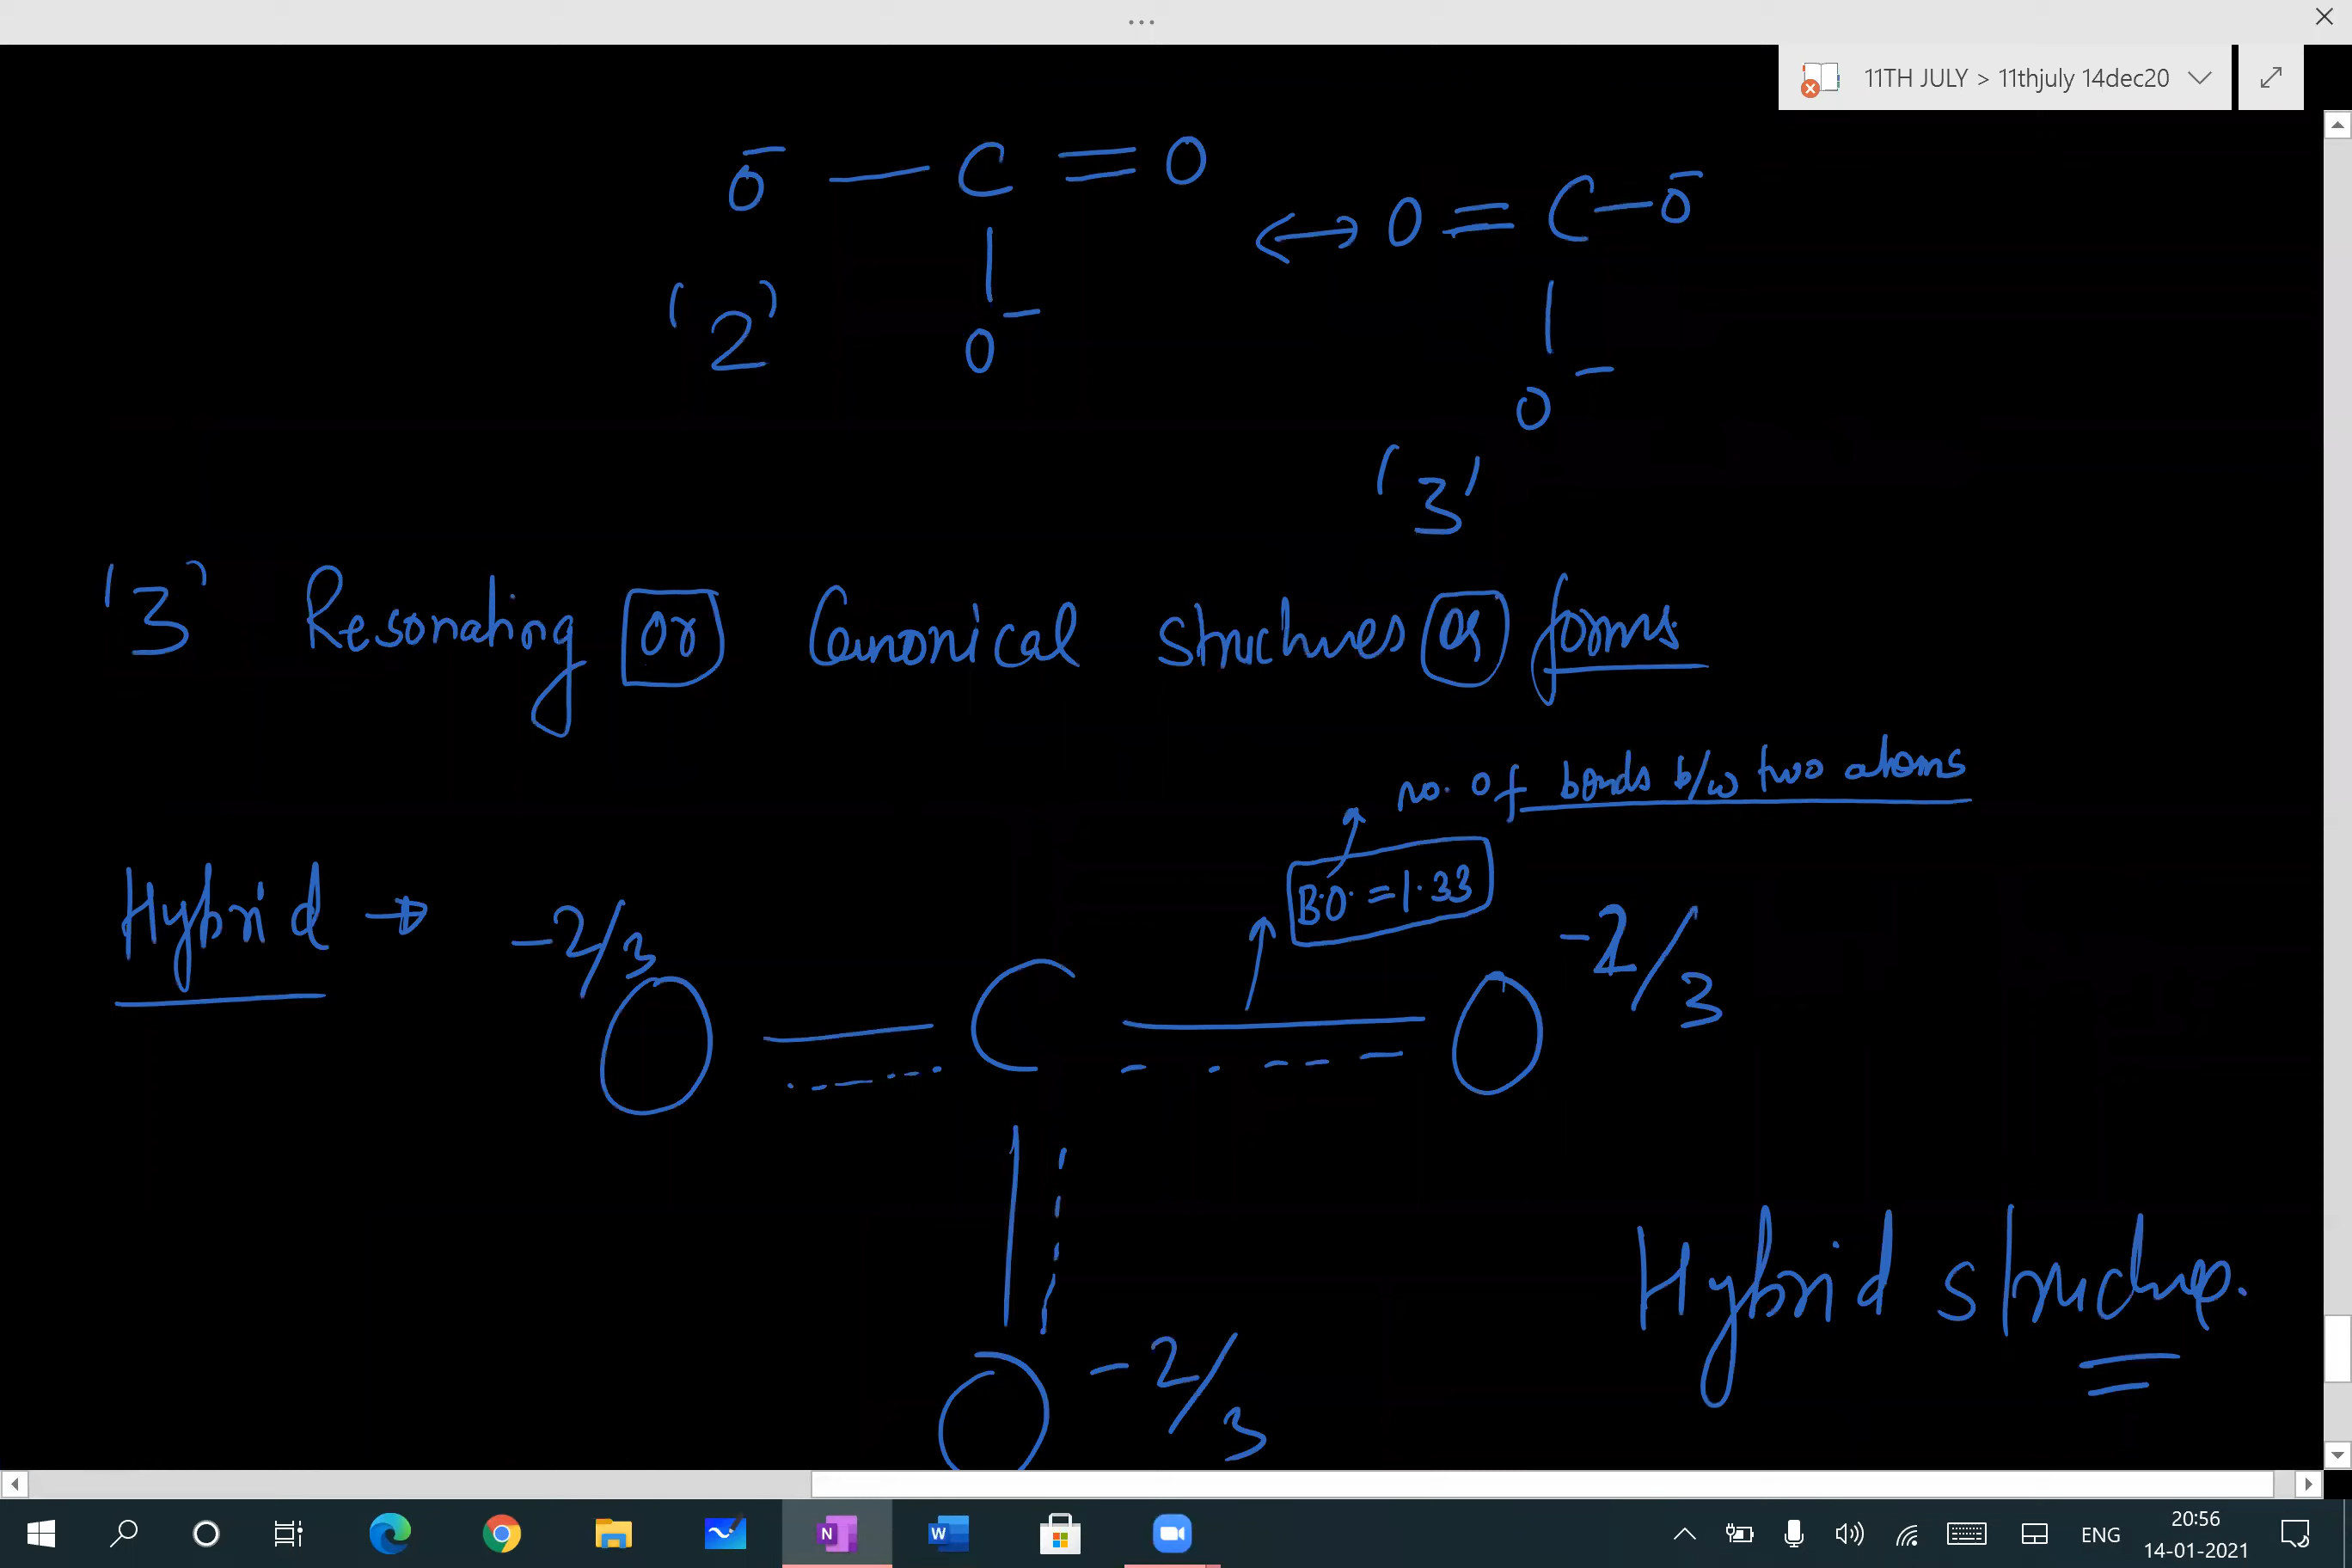 ...
11TH JULY > 11thjuly 14dec20
Ō — C = O
↔ O = C — Ō
O⁻
O⁻
'2'
'3'
'3' Resonating or Canonical structures or forms.
no. of bonds b/w two atoms
B.O. = 1.33
Hybrid →
-2/3
-2/3
O C O
O -2/3
Hybrid structure.
N
W
ENG
20:56
14-01-2021